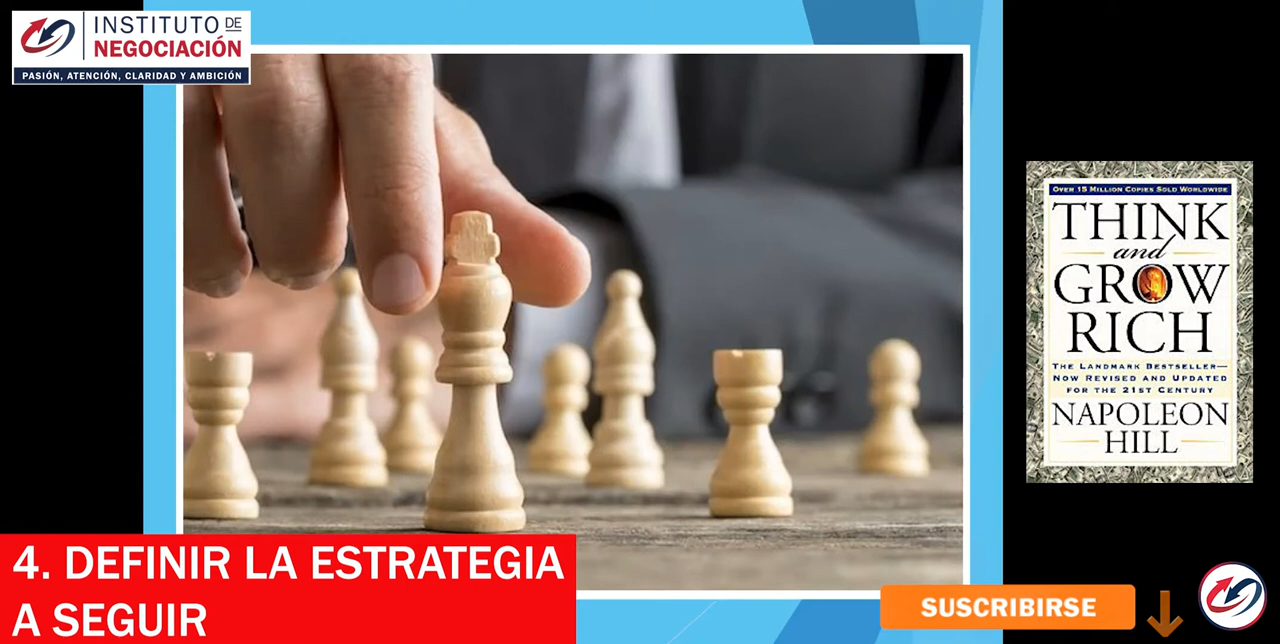 INSTITUTO DE
NEGOCIACIÓN
PASIÓN, ATENCIÓN, CLARIDAD Y AMBICIÓN
OVER 15 MILLION COPIES SOLD WORLDWIDE
THINK
and
GROW
RICH
THE LANDMARK BESTSELLER—
NOW REVISED AND UPDATED
FOR THE 21ST CENTURY
NAPOLEON
HILL
4. DEFINIR LA ESTRATEGIA
A SEGUIR
SUSCRIBIRSE